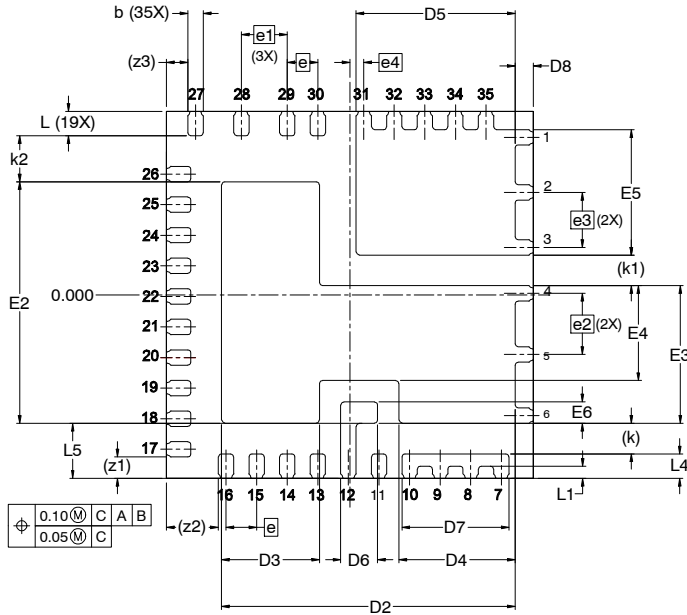 b (35X)
e1
(3X)
e
e4
D5
D8
(z3)
27
28
29
30
31
32
33
34
35
L (19X)
k2
1
26
2
25
E5
e3 (2X)
24
3
23
(k1)
E2
0.000
22
4
21
e2 (2X)
E4
E3
20
5
19
18
6
E6
(k)
L5
17
(z1)
L4
16
15
14
13
12
11
10
9
8
7
L1
0.10Ⓜ C A B
0.05Ⓜ C
(z2)
e
D7
D3
D6
D4
D2